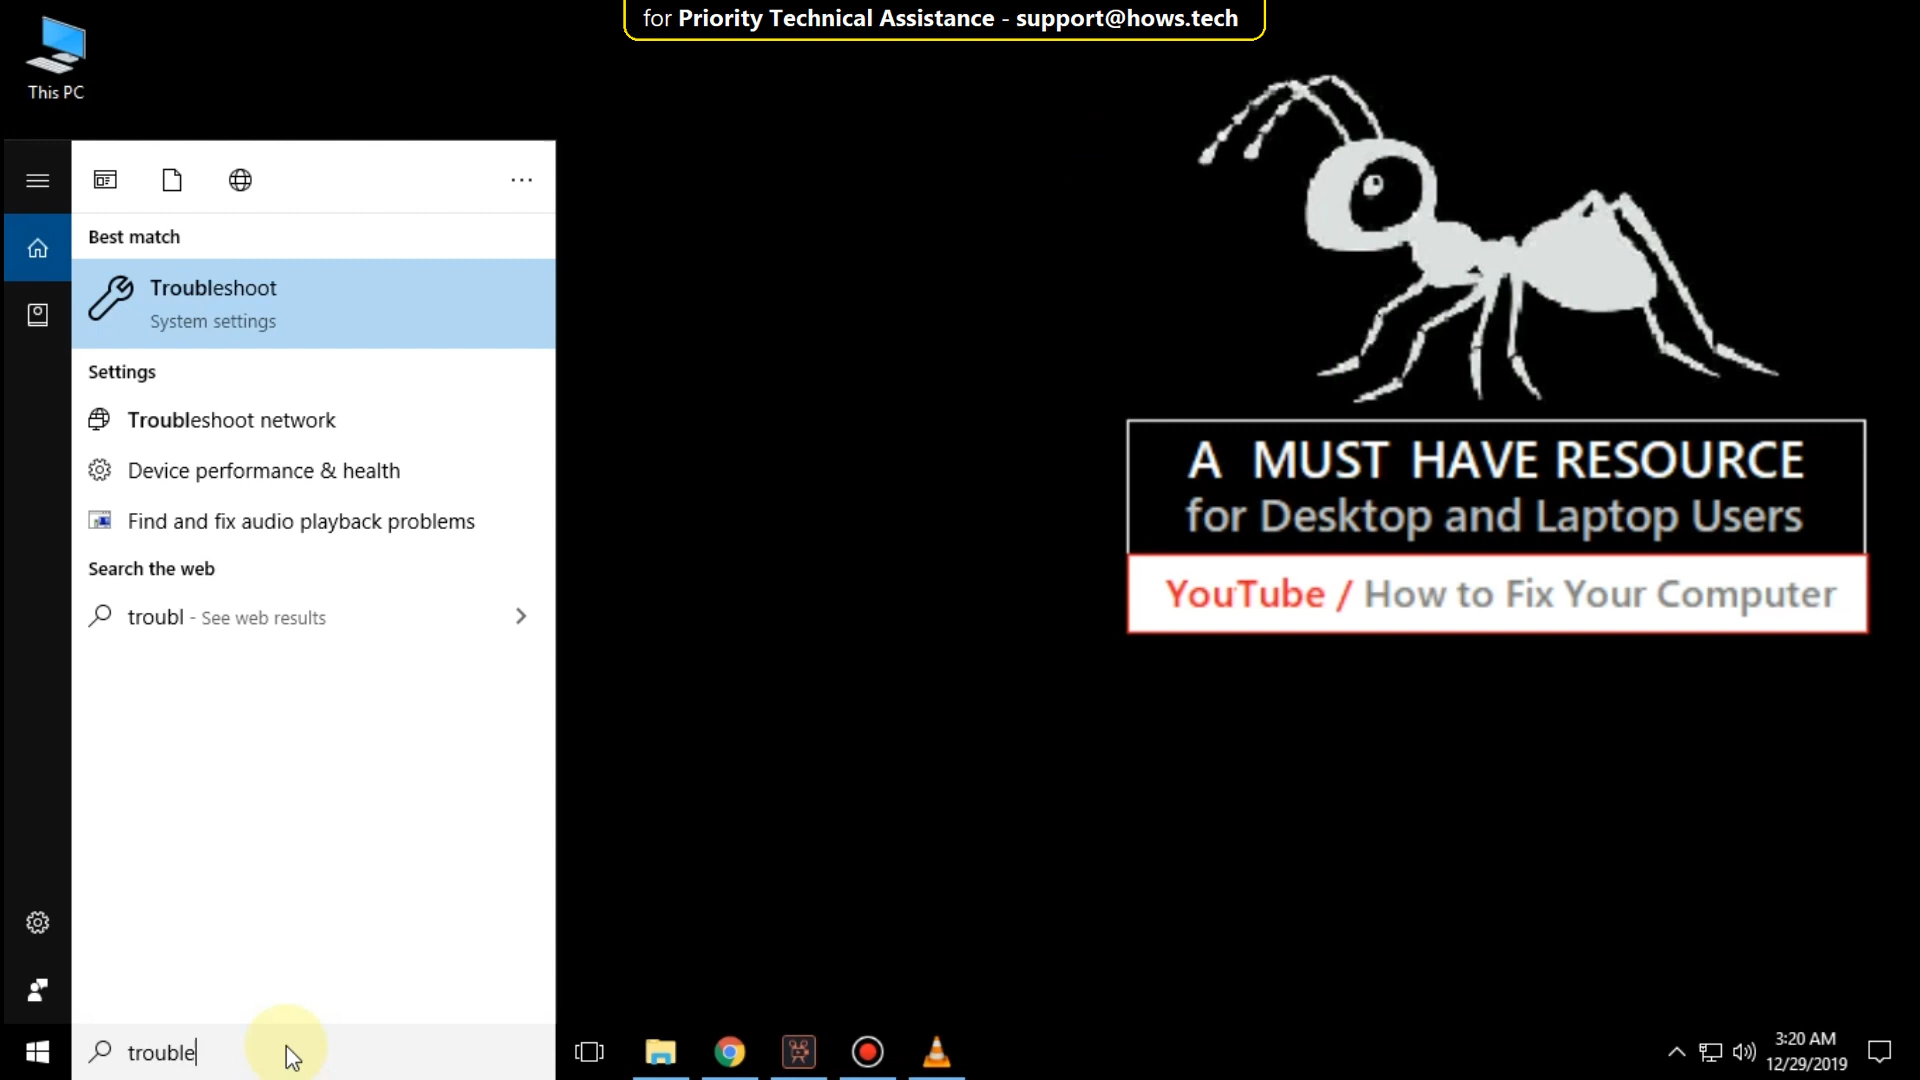 for Priority Technical Assistance - support@hows.tech
This PC
Best match
Troubleshoot
System settings
Settings
Troubleshoot network
Device performance & health
Find and fix audio playback problems
Search the web
troubl - See web results
trouble
A MUST HAVE RESOURCE
for Desktop and Laptop Users
YouTube / How to Fix Your Computer
3:20 AM
12/29/2019